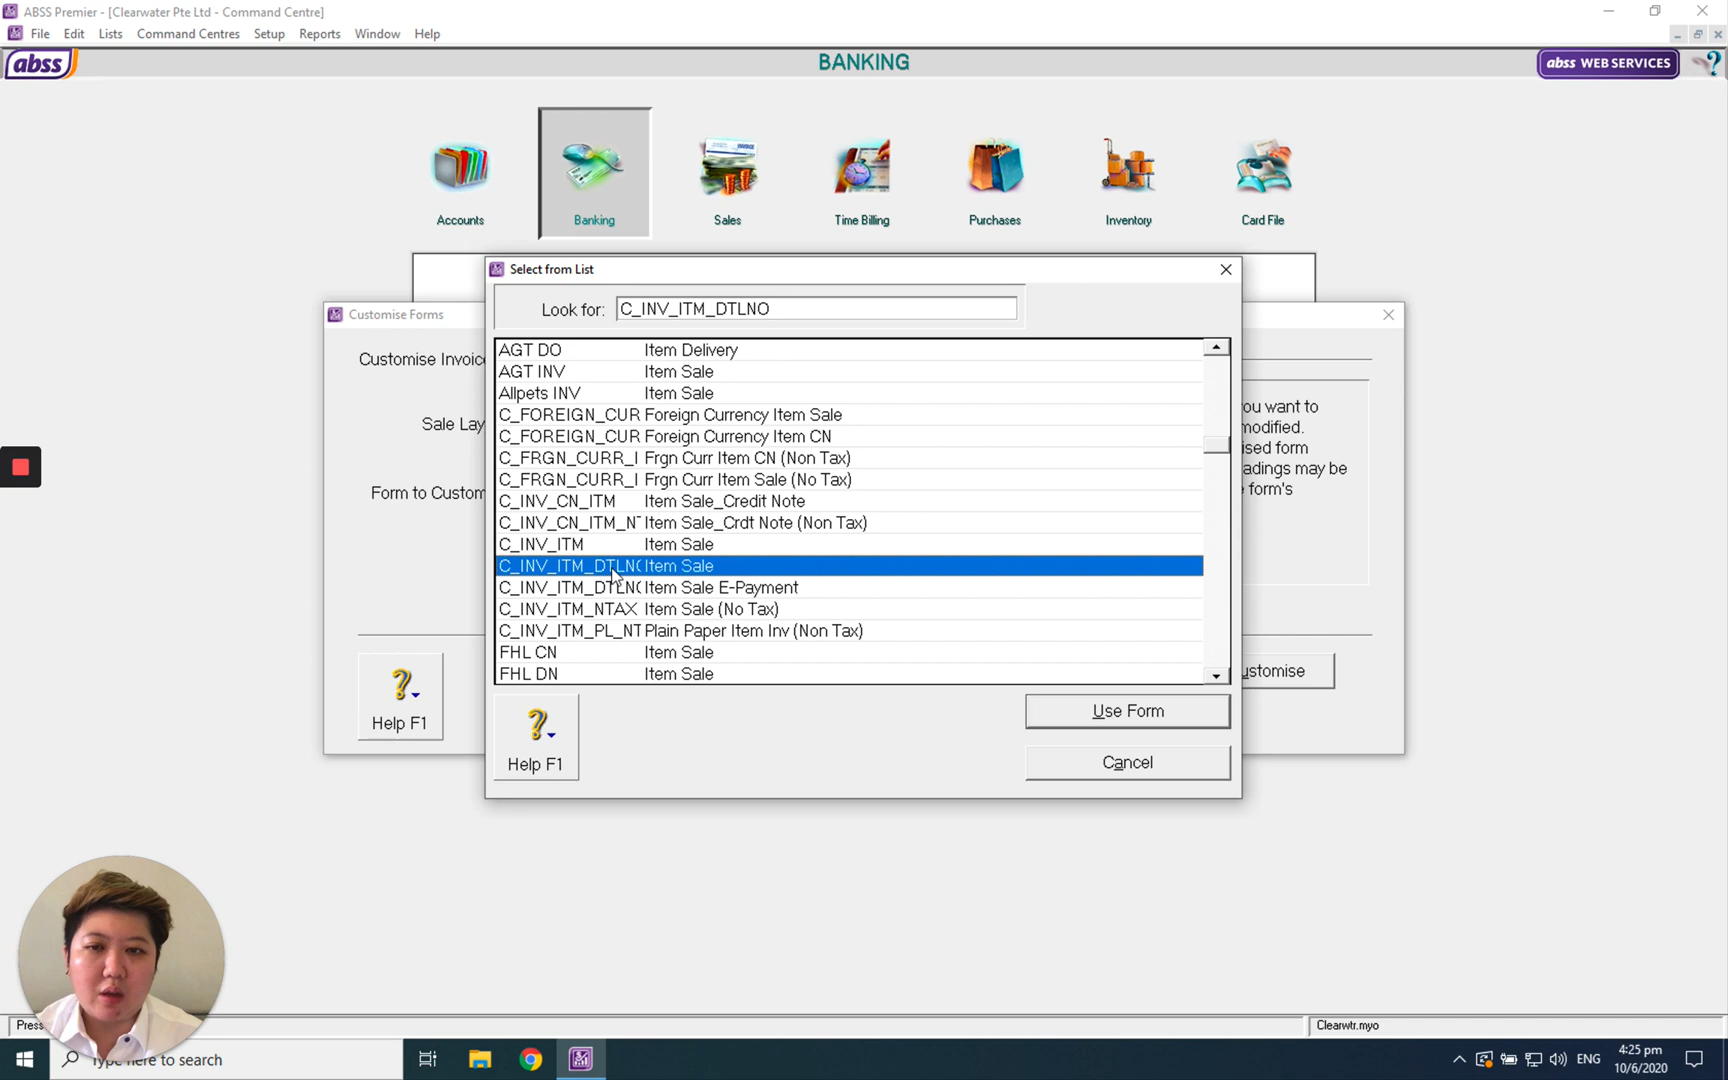 ABSS Premier - [Clearwater Pte Ltd - Command Centre]
File Edit Lists Command Centres Setup Reports Window Help
abss
BANKING
abss WEB SERVICES
Accounts
Banking
Sales
Time Billing
Purchases
Inventory
Card File
Customise Forms
Customise Invoic
Sale Lay
Form to Custom
Help F1
you want to
modified.
ised form
adings may be
form's
ustomise
Select from List
Look for: C_INV_ITM_DTLNO
AGT DO Item Delivery
AGT INV Item Sale
Allpets INV Item Sale
C_FOREIGN_CUR Foreign Currency Item Sale
C_FOREIGN_CUR Foreign Currency Item CN
C_FRGN_CURR_I Frgn Curr Item CN (Non Tax)
C_FRGN_CURR_I Frgn Curr Item Sale (No Tax)
C_INV_CN_ITM Item Sale_Credit Note
C_INV_CN_ITM_NT Item Sale_Crdt Note (Non Tax)
C_INV_ITM Item Sale
C_INV_ITM_DTLNO Item Sale
C_INV_ITM_DTLNO Item Sale E-Payment
C_INV_ITM_NTAX Item Sale (No Tax)
C_INV_ITM_PL_NT Plain Paper Item Inv (Non Tax)
FHL CN Item Sale
FHL DN Item Sale
Help F1
Use Form
Cancel
Press
Clearwtr.myo
Type here to search
ENG
4:25 pm
10/6/2020